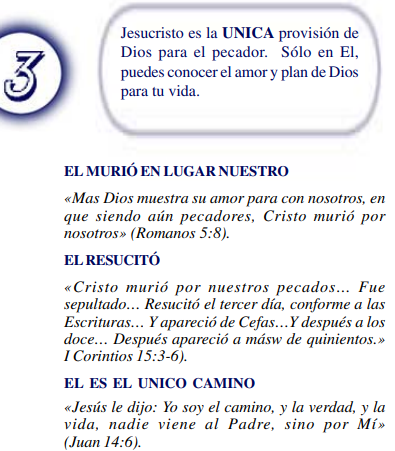 3
Jesucristo es la UNICA provisión de
Dios para el pecador. Sólo en El,
puedes conocer el amor y plan de Dios
para tu vida.
EL MURIÓ EN LUGAR NUESTRO
«Mas Dios muestra su amor para con nosotros, en
que siendo aún pecadores, Cristo murió por
nosotros» (Romanos 5:8).
EL RESUCITÓ
«Cristo murió por nuestros pecados… Fue
sepultado… Resucitó el tercer día, conforme a las
Escrituras… Y apareció de Cefas…Y después a los
doce… Después apareció a másw de quinientos.»
I Corintios 15:3-6).
EL ES EL UNICO CAMINO
«Jesús le dijo: Yo soy el camino, y la verdad, y la
vida, nadie viene al Padre, sino por Mí»
(Juan 14:6).